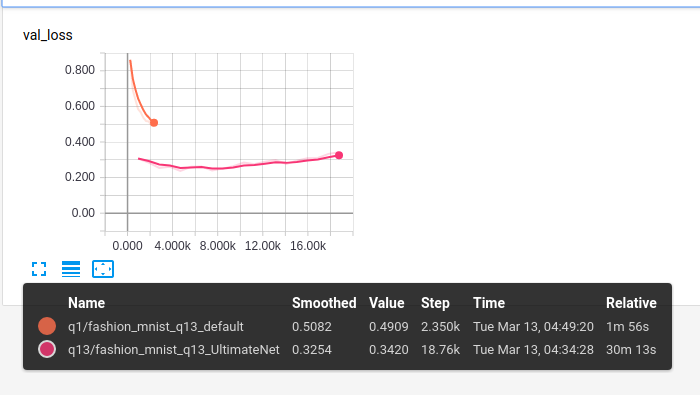 val_loss
0.800
0.600
0.400
0.200
0.00
0.000 4.000k 8.000k 12.00k 16.00k
Name Smoothed Value Step Time Relative
q1/fashion_mnist_q13_default 0.5082 0.4909 2.350k Tue Mar 13, 04:49:20 1m 56s
q13/fashion_mnist_q13_UltimateNet 0.3254 0.3420 18.76k Tue Mar 13, 04:34:28 30m 13s